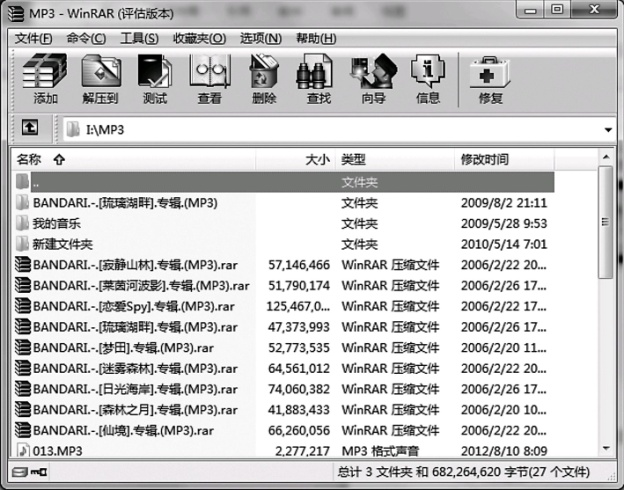 MP3 - WinRAR (评估版本)
文件(F) 命令(C) 工具(S) 收藏夹(O) 选项(N) 帮助(H)
添加 解压到 测试 查看 删除 查找 向导 信息 修复
I:\MP3
名称 大小 类型 修改时间
.. 文件夹
BANDARI.-.[琉璃湖畔].专辑.(MP3) 文件夹 2009/8/2 21:11
我的音乐 文件夹 2009/5/28 9:53
新建文件夹 文件夹 2010/5/14 7:01
BANDARI.-.[寂静山林].专辑.(MP3).rar 57,146,466 WinRAR 压缩文件 2006/2/22 20...
BANDARI.-.[莱茵河波影].专辑.(MP3).rar 51,790,174 WinRAR 压缩文件 2006/2/26 17...
BANDARI.-.[恋爱Spy].专辑.(MP3).rar 125,467,0... WinRAR 压缩文件 2006/2/22 17...
BANDARI.-.[琉璃湖畔].专辑.(MP3).rar 47,373,993 WinRAR 压缩文件 2006/2/26 17...
BANDARI.-.[梦田].专辑.(MP3).rar 52,773,535 WinRAR 压缩文件 2006/2/20 11...
BANDARI.-.[迷雾森林].专辑.(MP3).rar 64,561,012 WinRAR 压缩文件 2006/2/22 20...
BANDARI.-.[日光海岸].专辑.(MP3).rar 74,060,382 WinRAR 压缩文件 2006/2/26 17...
BANDARI.-.[森林之月].专辑.(MP3).rar 41,883,433 WinRAR 压缩文件 2006/2/20 10...
BANDARI.-.[仙境].专辑.(MP3).rar 66,260,056 WinRAR 压缩文件 2006/2/22 20...
013.MP3 2,277,217 MP3 格式声音 2012/8/10 8:09
总计 3 文件夹 和 682,264,620 字节(27 个文件)